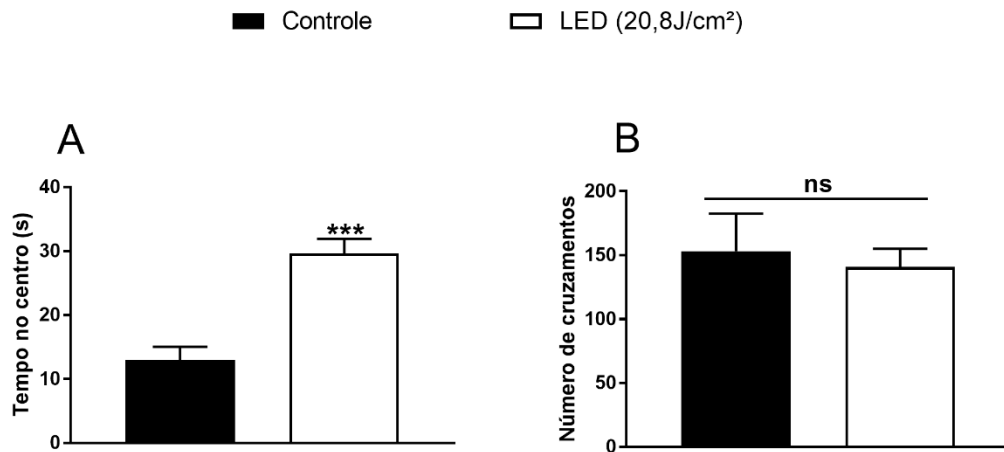 Controle
LED (20,8J/cm²)
A
Tempo no centro (s)
40
30
20
10
0
***
B
Número de cruzamentos
200
150
100
50
0
ns